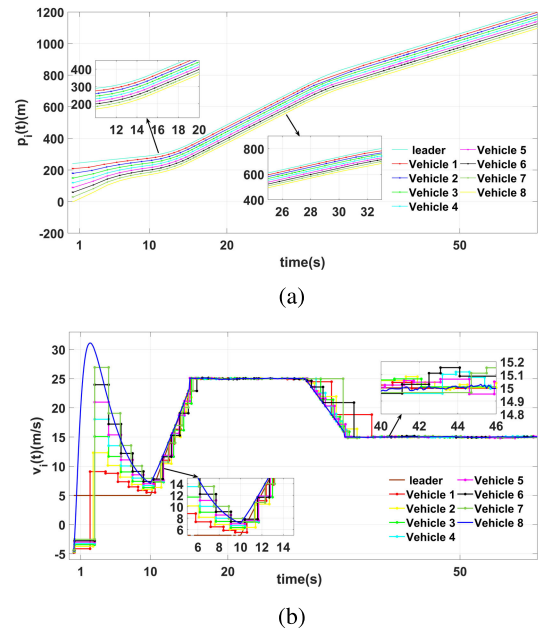 1200
1000
800
600
400
200
0
-200
p_i(t)(m)
400
300
200
12 14 16 18 20
800
600
400
26 28 30 32
leader
Vehicle 1
Vehicle 2
Vehicle 3
Vehicle 4
Vehicle 5
Vehicle 6
Vehicle 7
Vehicle 8
1 10 20 50
time(s)
(a)
30
25
20
15
10
5
0
-5
v_i(t)(m/s)
15.2
15.1
15
14.9
14.8
40 42 44 46
14
12
10
8
6
6 8 10 12 14
leader
Vehicle 1
Vehicle 2
Vehicle 3
Vehicle 4
Vehicle 5
Vehicle 6
Vehicle 7
Vehicle 8
1 10 20 50
time(s)
(b)